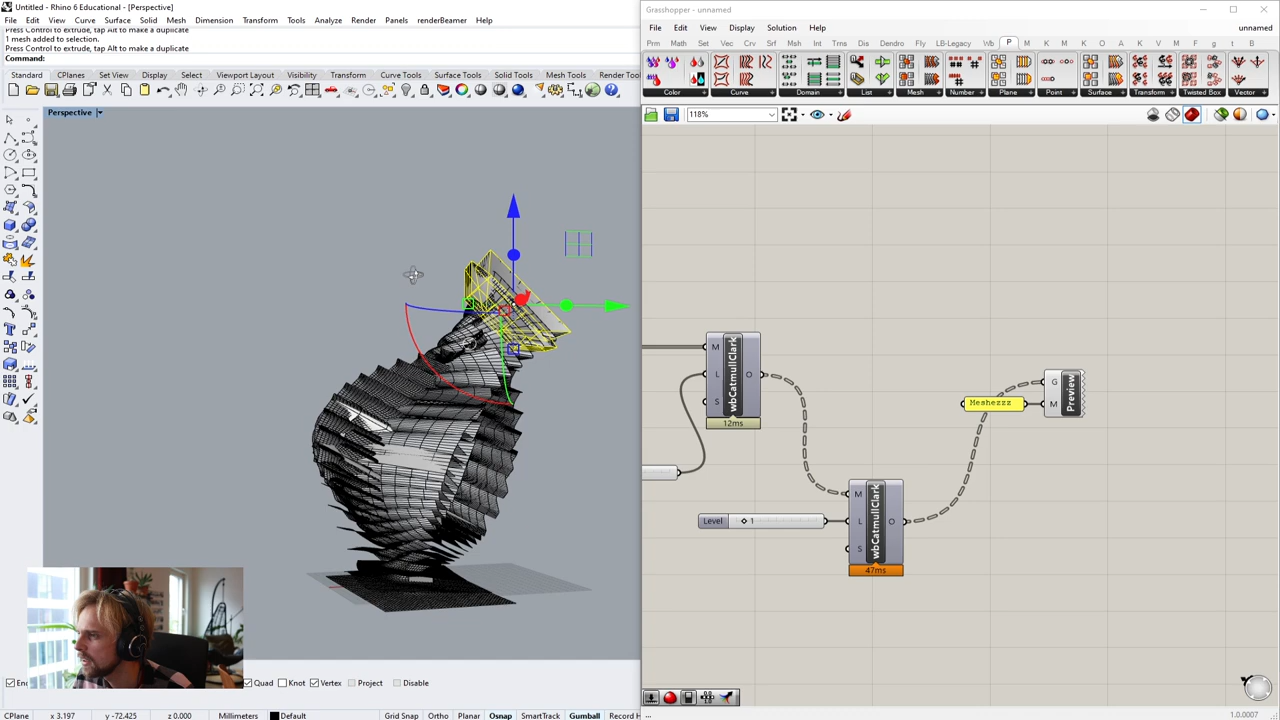 Untitled - Rhino 6 Educational - [Perspective]
File Edit View Curve Surface Solid Mesh Dimension Transform Tools Analyze Render Panels renderBeamer Help
Press Control to extrude, tap Alt to make a duplicate
1 mesh added to selection.
Press Control to extrude, tap Alt to make a duplicate
Command:
Standard CPlanes Set View Display Select Viewport Layout Visibility Transform Curve Tools Surface Tools Solid Tools Mesh Tools Render Tools
Perspective
Quad Knot Vertex Project Disable
CPlane x 3.197 y -72.425 z 0.000 Millimeters Default Grid Snap Ortho Planar Osnap SmartTrack Gumball Record H
Grasshopper - unnamed
File Edit View Display Solution Help unnamed
Prm Math Set Vec Crv Srf Msh Int Trns Dis Dendro Fly LB-Legacy Wb P M K K O A K V M F g t B
Color Curve Domain List Mesh Number Plane Point Surface Transform Twisted Box Vector
118%
M
L
S
wbCatmullClark
O
12ms
Meshezzz
G
M
Preview
Level 1
M
L
S
wbCatmullClark
O
47ms
...
1.0.0007